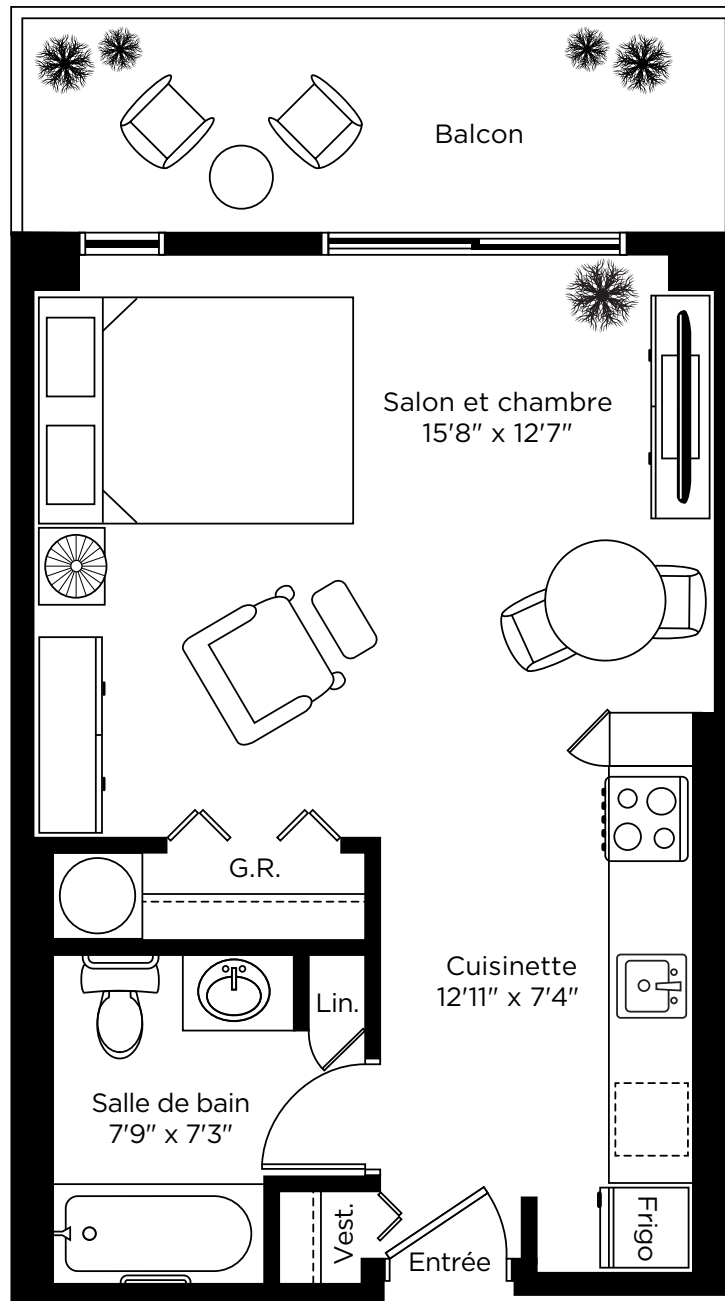 Balcon
Salon et chambre
15'8" x 12'7"
G.R.
Cuisinette
12'11" x 7'4"
Lin.
Salle de bain
7'9" x 7'3"
Vest.
Entrée
Frigo